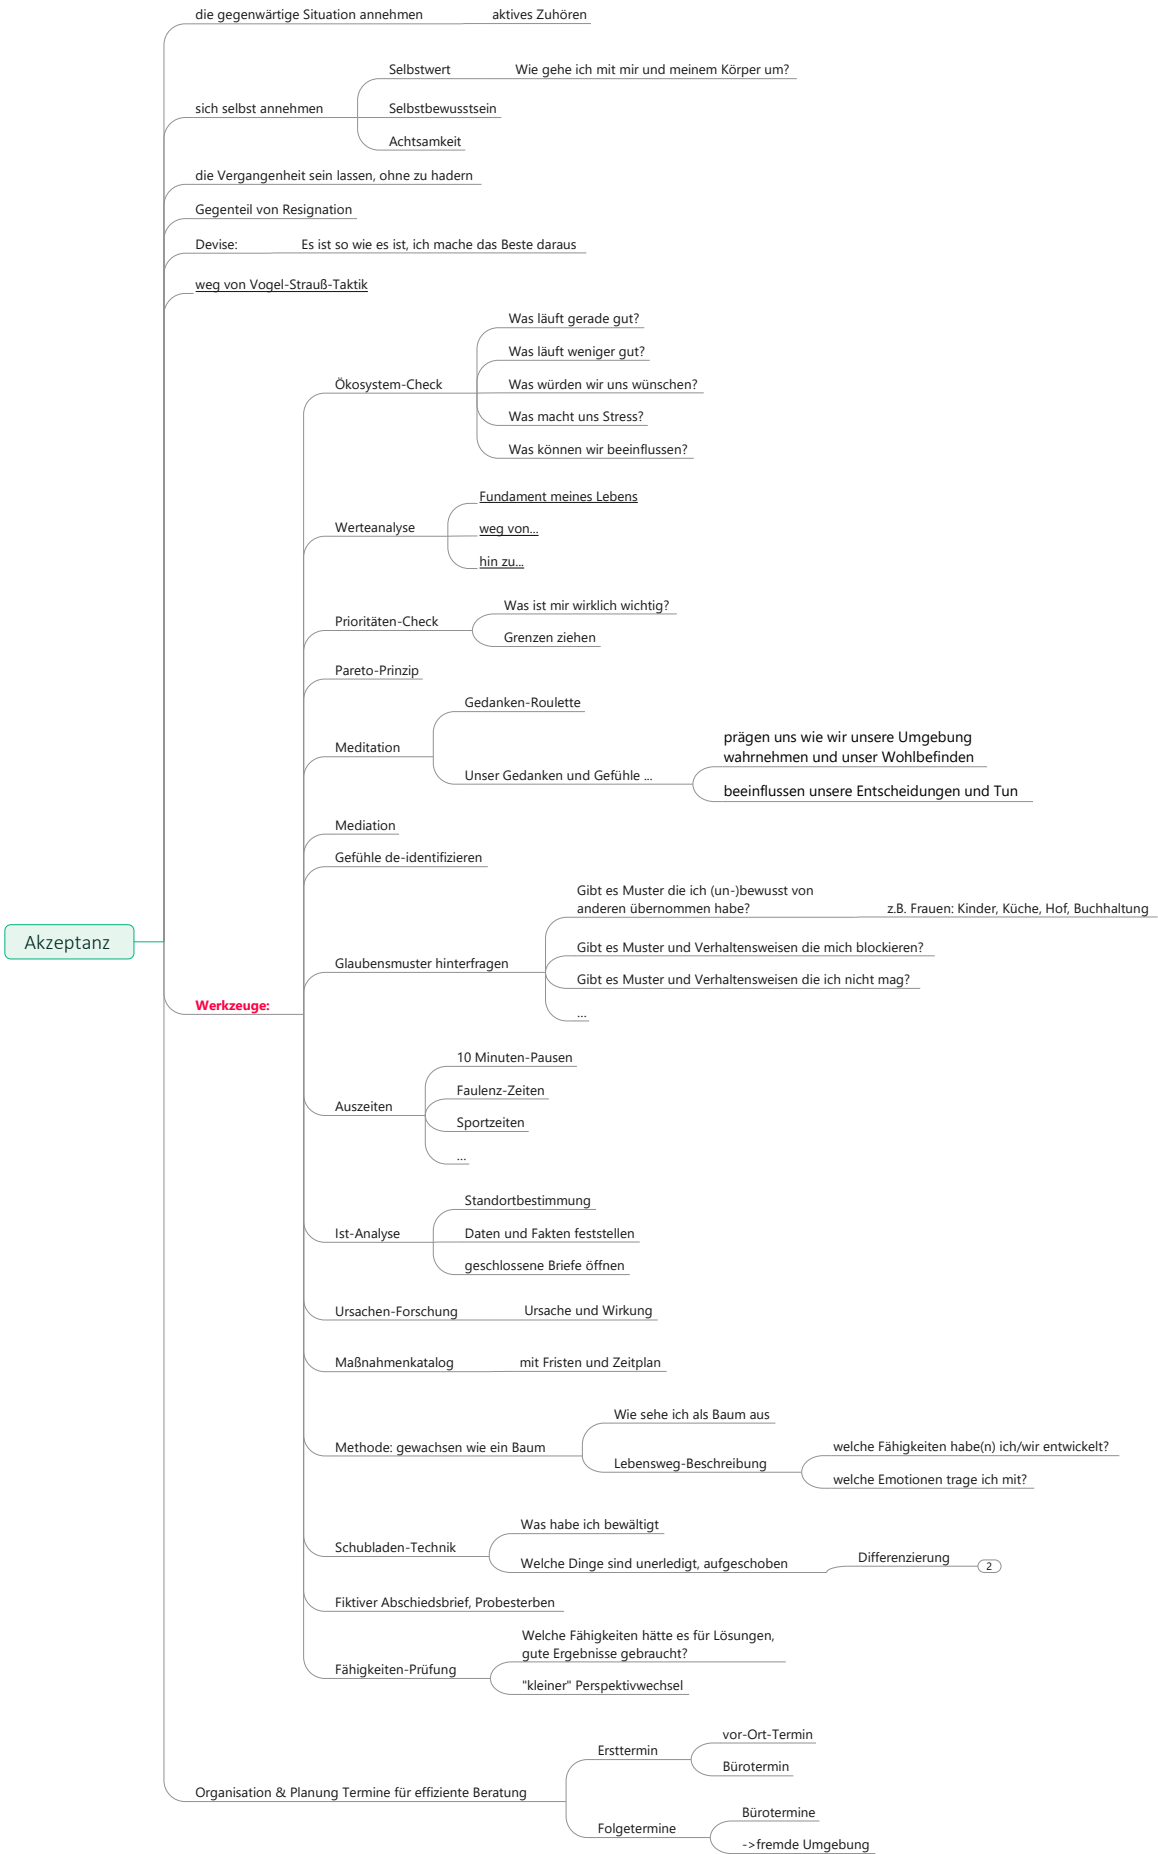 die gegenwärtige Situation annehmen
aktives Zuhören
sich selbst annehmen
Selbstwert
Wie gehe ich mit mir und meinem Körper um?
Selbstbewusstsein
Achtsamkeit
die Vergangenheit sein lassen, ohne zu hadern
Gegenteil von Resignation
Devise:
Es ist so wie es ist, ich mache das Beste daraus
weg von Vogel-Strauß-Taktik
Akzeptanz
Werkzeuge:
Ökosystem-Check
Was läuft gerade gut?
Was läuft weniger gut?
Was würden wir uns wünschen?
Was macht uns Stress?
Was können wir beeinflussen?
Werteanalyse
Fundament meines Lebens
weg von...
hin zu...
Prioritäten-Check
Was ist mir wirklich wichtig?
Grenzen ziehen
Pareto-Prinzip
Meditation
Gedanken-Roulette
Unser Gedanken und Gefühle ...
prägen uns wie wir unsere Umgebung
wahrnehmen und unser Wohlbefinden
beeinflussen unsere Entscheidungen und Tun
Mediation
Gefühle de-identifizieren
Glaubensmuster hinterfragen
Gibt es Muster die ich (un-)bewusst von
anderen übernommen habe?
z.B. Frauen: Kinder, Küche, Hof, Buchhaltung
Gibt es Muster und Verhaltensweisen die mich blockieren?
Gibt es Muster und Verhaltensweisen die ich nicht mag?
...
Auszeiten
10 Minuten-Pausen
Faulenz-Zeiten
Sportzeiten
...
Ist-Analyse
Standortbestimmung
Daten und Fakten feststellen
geschlossene Briefe öffnen
Ursachen-Forschung
Ursache und Wirkung
Maßnahmenkatalog
mit Fristen und Zeitplan
Methode: gewachsen wie ein Baum
Wie sehe ich als Baum aus
Lebensweg-Beschreibung
welche Fähigkeiten habe(n) ich/wir entwickelt?
welche Emotionen trage ich mit?
Schubladen-Technik
Was habe ich bewältigt
Welche Dinge sind unerledigt, aufgeschoben
Differenzierung
2
Fiktiver Abschiedsbrief, Probesterben
Fähigkeiten-Prüfung
Welche Fähigkeiten hätte es für Lösungen,
gute Ergebnisse gebraucht?
"kleiner" Perspektivwechsel
Organisation & Planung Termine für effiziente Beratung
Ersttermin
vor-Ort-Termin
Bürotermin
Folgetermine
Bürotermine
->fremde Umgebung